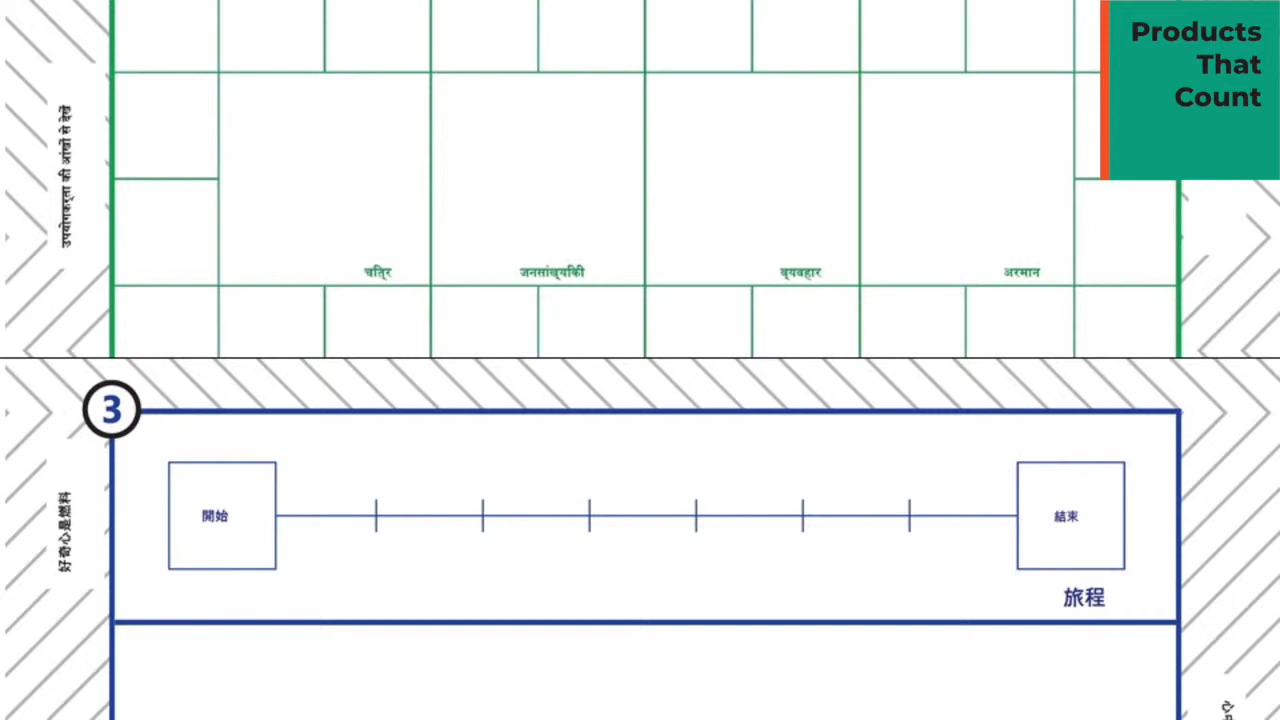 Products
That
Count
उपयोगकर्ता की आंखों से देखें
चित्र
जनसांख्यिकी
व्यवहार
अरमान
3
好奇心是燃料
開始
結束
旅程